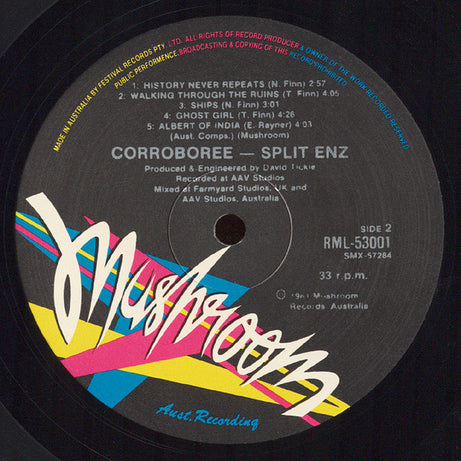 MADE IN AUSTRALIA BY FESTIVAL RECORDS PTY. LTD. ALL RIGHTS OF RECORD PRODUCER & OWNER OF THE WORK RECORDED RESERVED.
PUBLIC PERFORMENCE, BROADCASTING & COPYING OF THIS RECORD PROHIBITED
1: HISTORY NEVER REPEATS (N. Finn) 2:57
2: WALKING THROUGH THE RUINS (T. Finn) 4:05
3: SHIPS (N. Finn) 3:01
4: GHOST GIRL (T. Finn) 4:26
5: ALBERT OF INDIA (E. Rayner) 4:03
(Aust. Comps.) (Mushroom)
CORROBOREE — SPLIT ENZ
Produced & Engineered by David Tickle
Recorded at AAV Studios
Mixed at Farmyard Studios, UK and
AAV Studios, Australia
SIDE 2
RML-53001
SMX-57284
33 r.p.m.
Ⓟ 1981 Mushroom
Records Australia
Mushroom
Aust. Recording